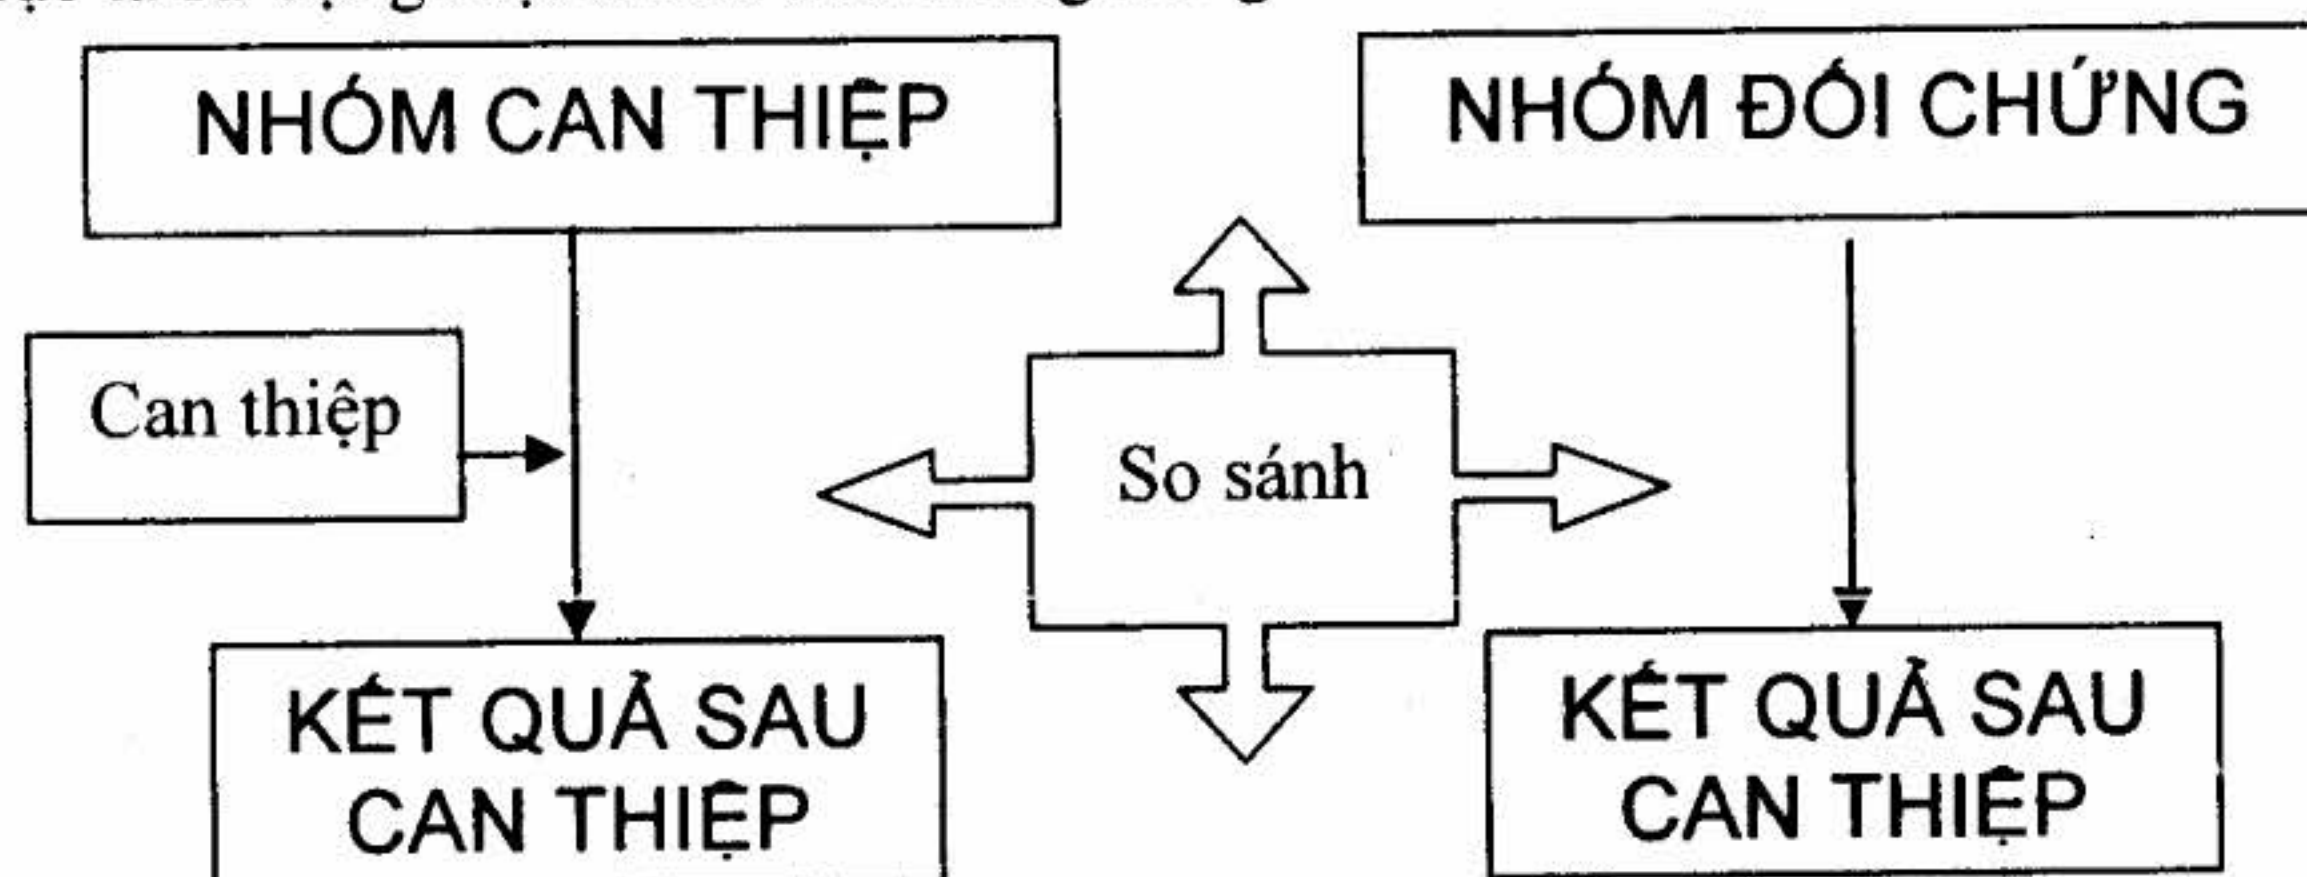 NHÓM CAN THIỆP
NHÓM ĐỐI CHỨNG
Can thiệp
So sánh
KẾT QUẢ SAU
CAN THIỆP
KẾT QUẢ SAU
CAN THIỆP